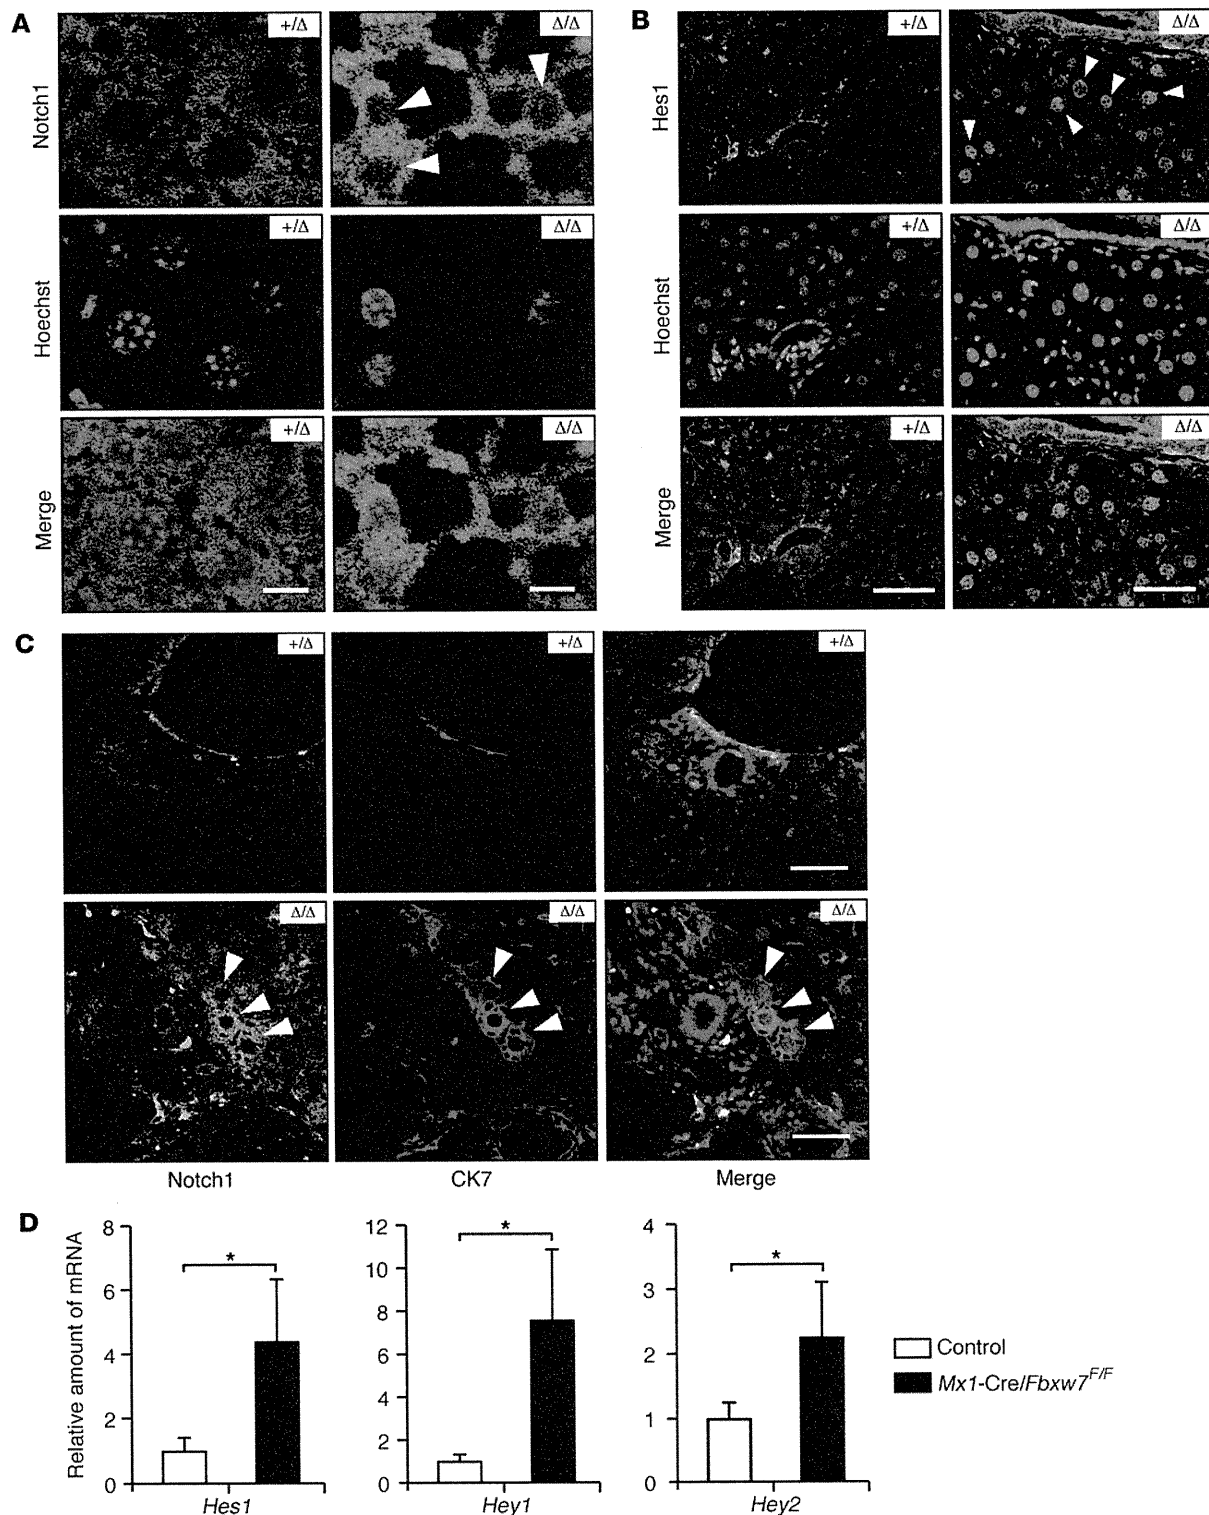 A
B
+/Δ
Δ/Δ
+/Δ
Δ/Δ
Notch1
Hes1
+/Δ
Δ/Δ
+/Δ
Δ/Δ
Hoechst
Hoechst
+/Δ
Δ/Δ
+/Δ
Δ/Δ
Merge
Merge
C
+/Δ
+/Δ
+/Δ
Δ/Δ
Δ/Δ
Δ/Δ
Notch1
CK7
Merge
D
Relative amount of mRNA
8
6
4
2
0
*
Hes1
12
10
8
6
4
2
0
*
Hey1
4
3
2
1
0
*
Hey2
Control
Mx1-Cre/Fbxw7F/F